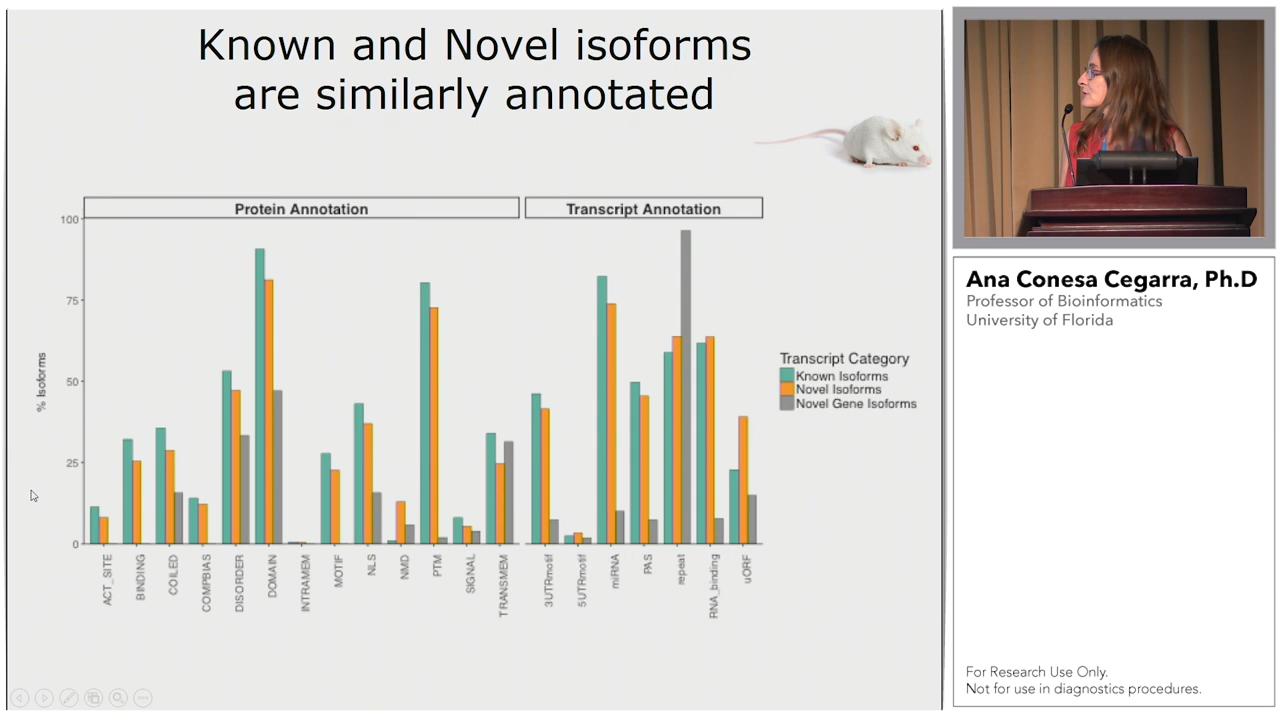 Known and Novel isoforms
are similarly annotated
Protein Annotation
Transcript Annotation
100
75
50
25
0
% Isoforms
ACT_SITE
BINDING
COILED
COMPBIAS
DISORDER
DOMAIN
INTRAMEM
MOTIF
NLS
NMD
PTM
SIGNAL
TRANSMEM
3UTRmotif
5UTRmotif
miRNA
PAS
repeat
RNA_binding
uORF
Transcript Category
Known Isoforms
Novel Isoforms
Novel Gene Isoforms
Ana Conesa Cegarra, Ph.D
Professor of Bioinformatics
University of Florida
For Research Use Only.
Not for use in diagnostics procedures.